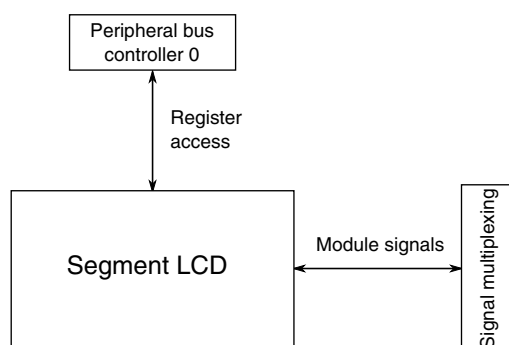 Peripheral bus
controller 0
Register
access
Segment LCD
Module signals
Signal multiplexing